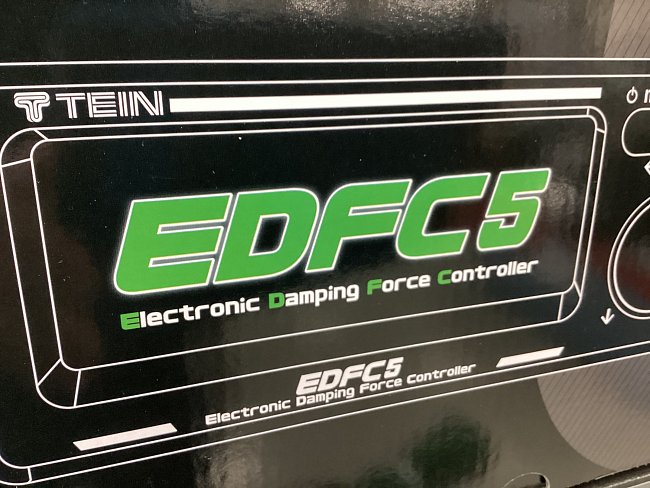 TEIN
EDFC5
Electronic Damping Force Controller
EDFC5
Electronic Damping Force Controller